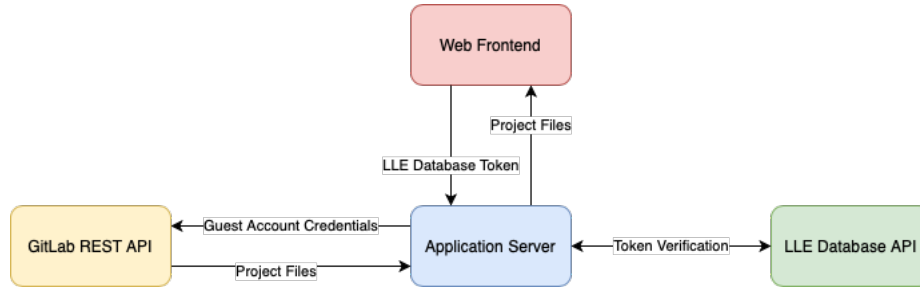 Web Frontend
Project Files
LLE Database Token
GitLab REST API
Guest Account Credentials
Project Files
Application Server
Token Verification
LLE Database API